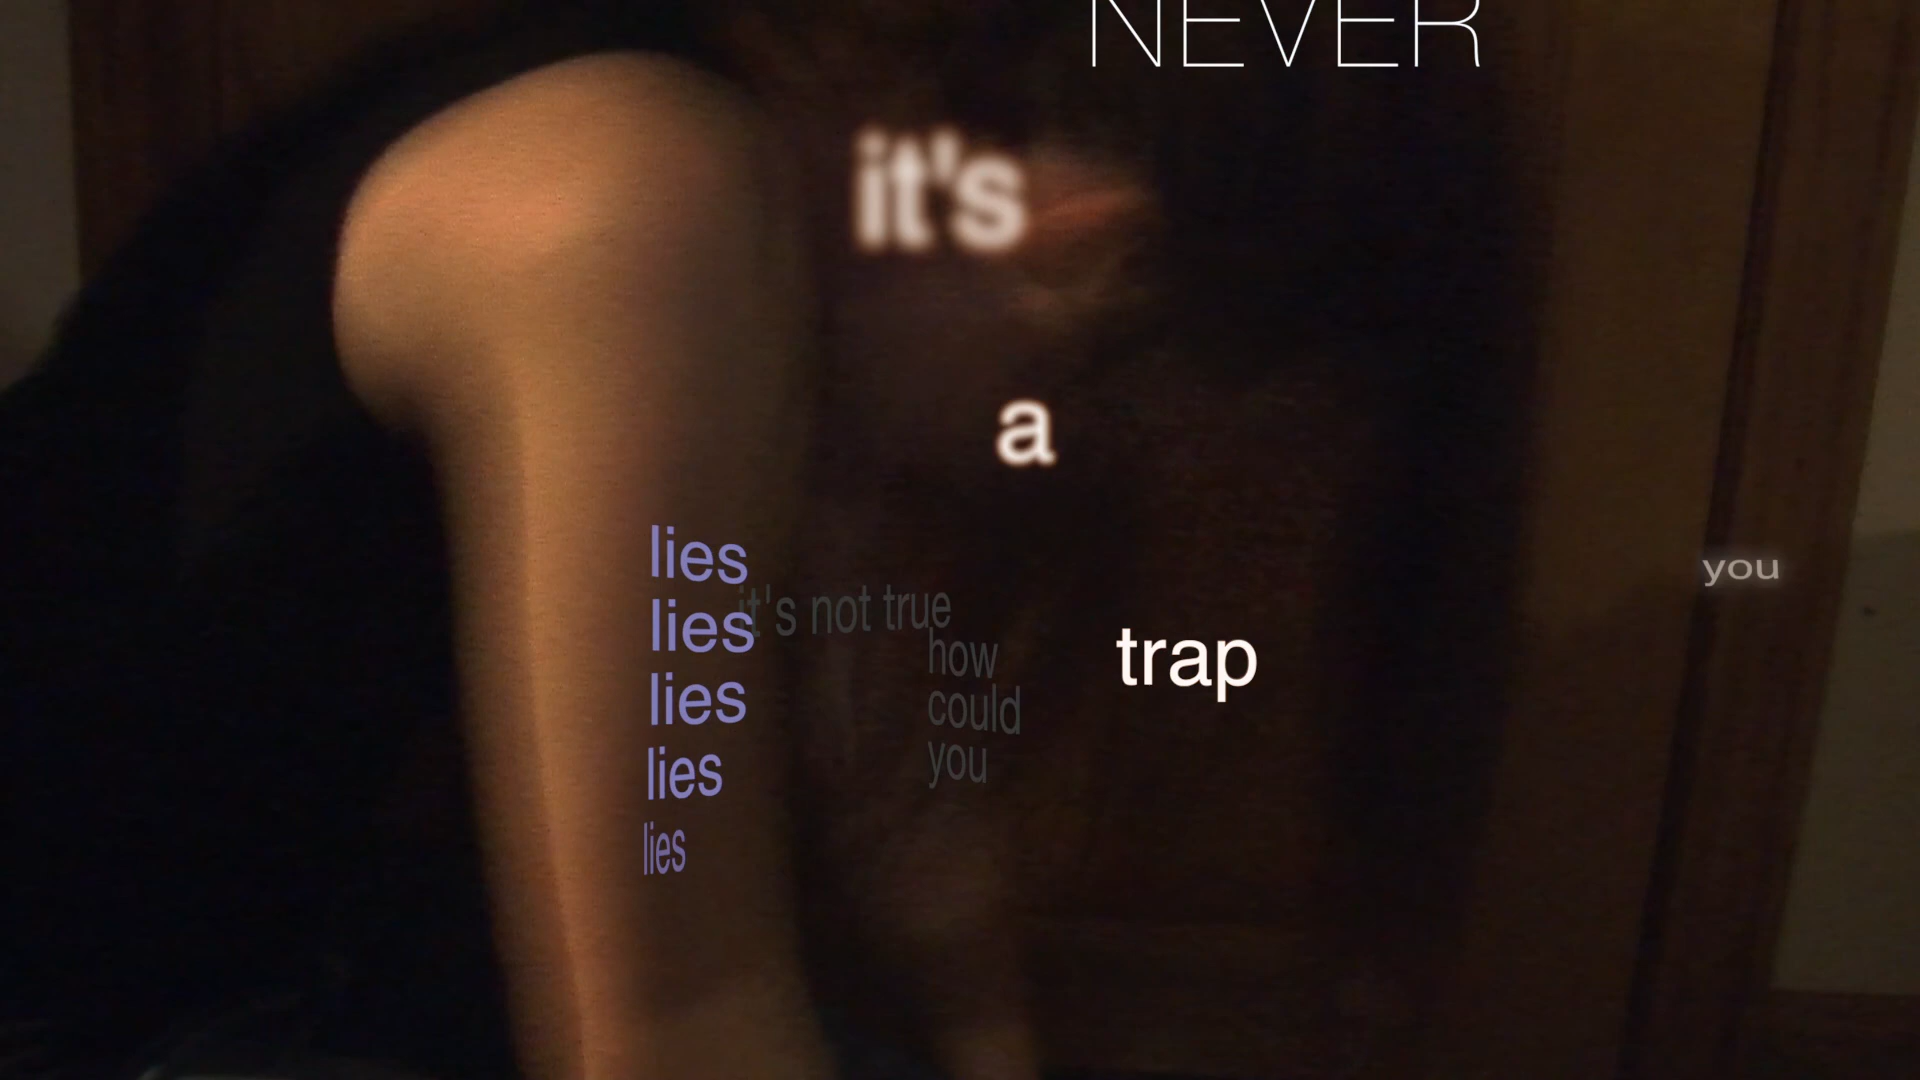 NEVER
it's
a
trap
lies
lies
lies
lies
lies
it's not true
how
could
you
you